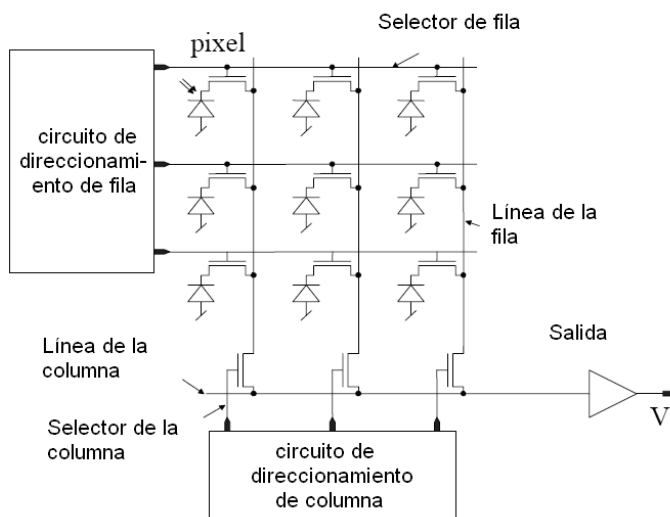 Selector de fila
pixel
circuito de
direccionami-
ento de fila
Línea de la
fila
Salida
Línea de la
columna
V
Selector de la
columna
circuito de
direccionamiento
de columna